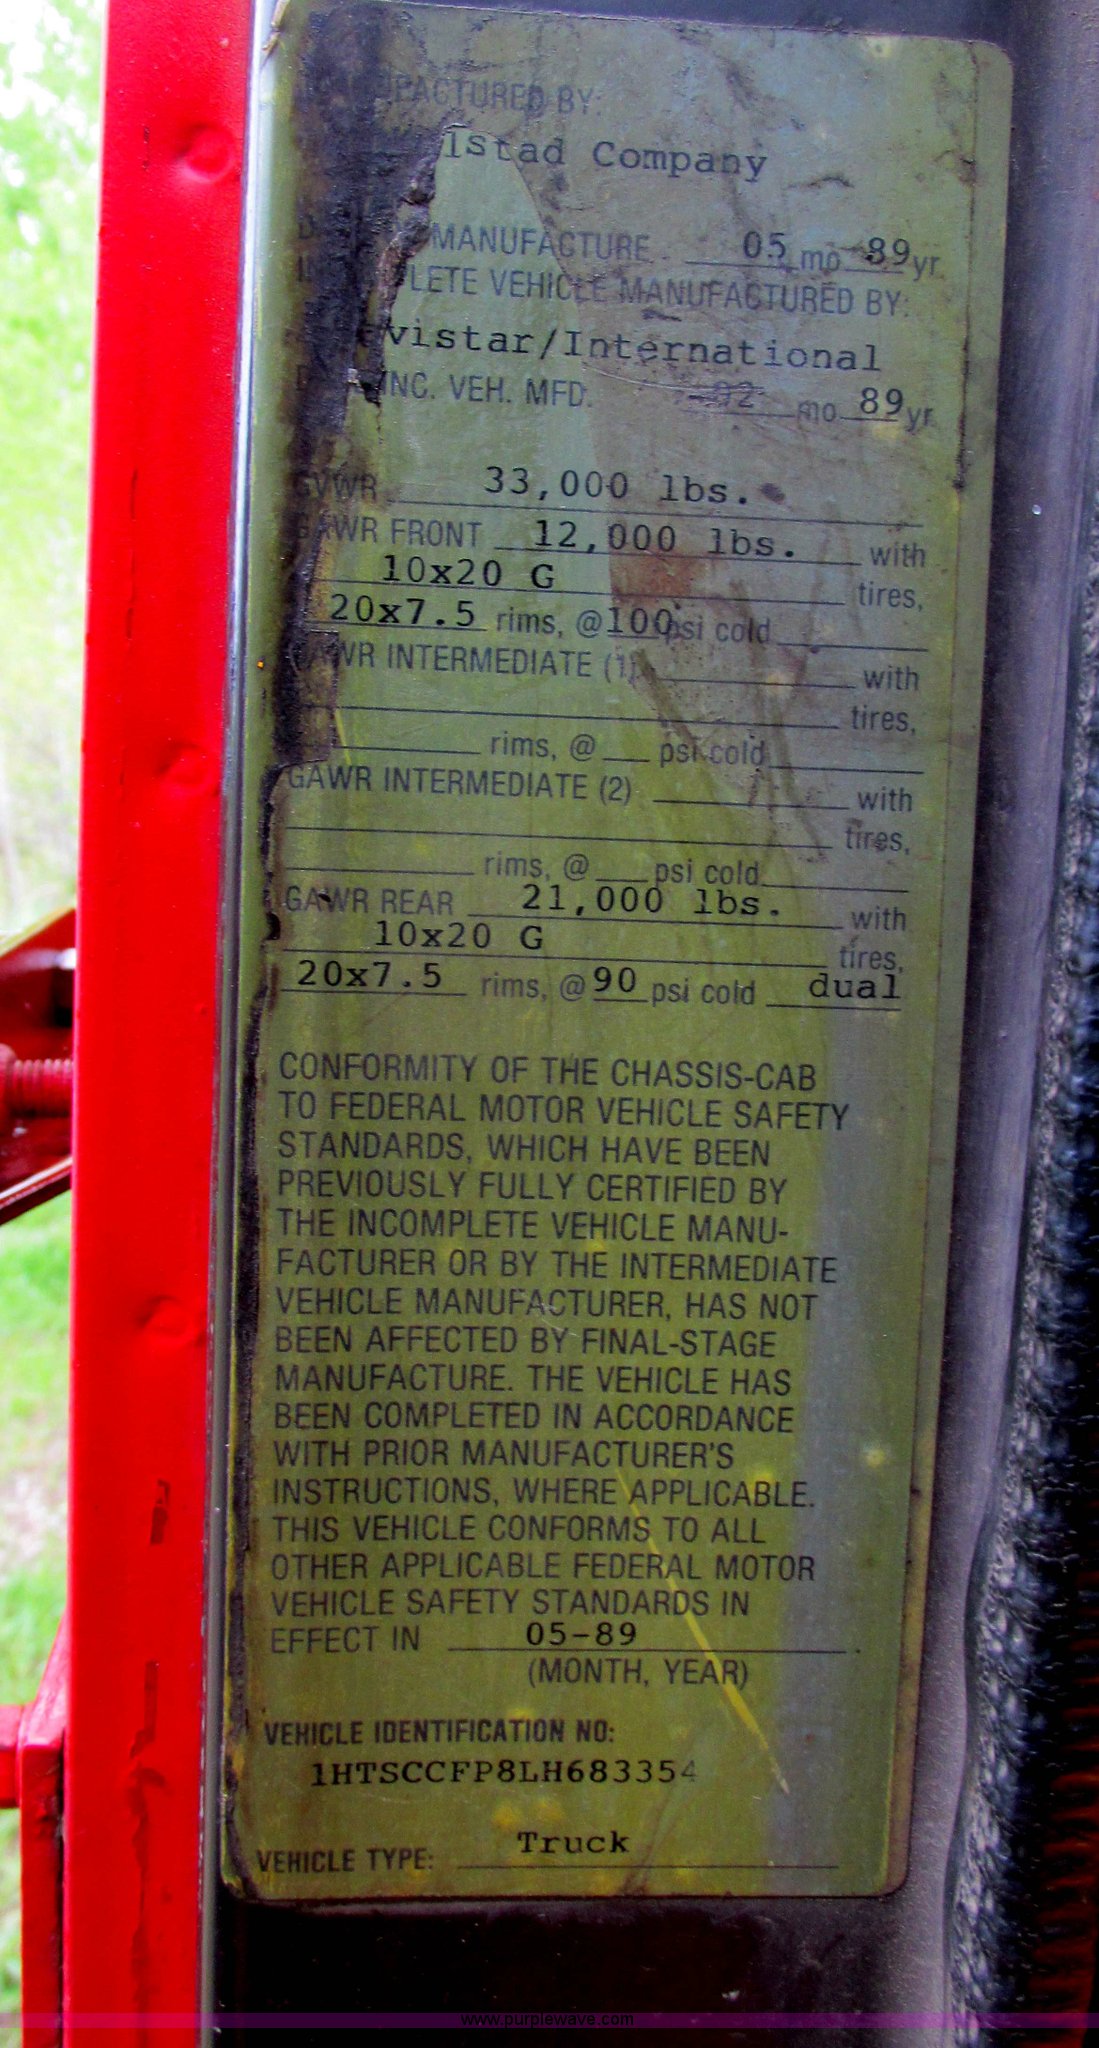 UFACTURED BY:
lstad Company
MANUFACTURE 05 mo 89 yr.
LETE VEHICLE MANUFACTURED BY:
vistar/International
INC. VEH. MFD. 02 mo. 89 yr.
GVWR 33,000 lbs.
GAWR FRONT 12,000 lbs. with
10x20 G tires,
20x7.5 rims, @ 100 psi cold
GAWR INTERMEDIATE (1) with
tires,
rims, @ psi cold
GAWR INTERMEDIATE (2) with
tires,
rims, @ psi cold
GAWR REAR 21,000 lbs. with
10x20 G tires,
20x7.5 rims, @ 90 psi cold dual
CONFORMITY OF THE CHASSIS-CAB
TO FEDERAL MOTOR VEHICLE SAFETY
STANDARDS, WHICH HAVE BEEN
PREVIOUSLY FULLY CERTIFIED BY
THE INCOMPLETE VEHICLE MANU-
FACTURER OR BY THE INTERMEDIATE
VEHICLE MANUFACTURER, HAS NOT
BEEN AFFECTED BY FINAL-STAGE
MANUFACTURE. THE VEHICLE HAS
BEEN COMPLETED IN ACCORDANCE
WITH PRIOR MANUFACTURER'S
INSTRUCTIONS, WHERE APPLICABLE.
THIS VEHICLE CONFORMS TO ALL
OTHER APPLICABLE FEDERAL MOTOR
VEHICLE SAFETY STANDARDS IN
EFFECT IN 05-89.
(MONTH, YEAR)
VEHICLE IDENTIFICATION NO:
1HTSCCFP8LH683354
VEHICLE TYPE: Truck
www.purplewave.com